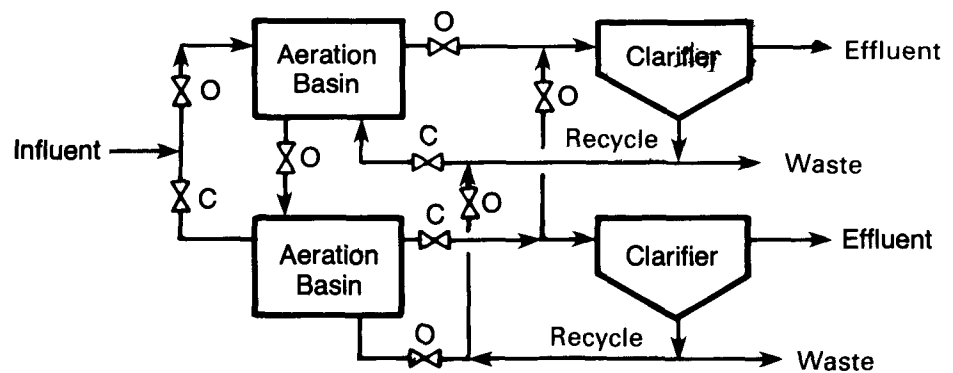 O
Aeration
Basin
Clarifier
Effluent
O
O
Influent
O
C
Recycle
Waste
C
O
C
Aeration
Basin
Clarifier
Effluent
O
Recycle
Waste